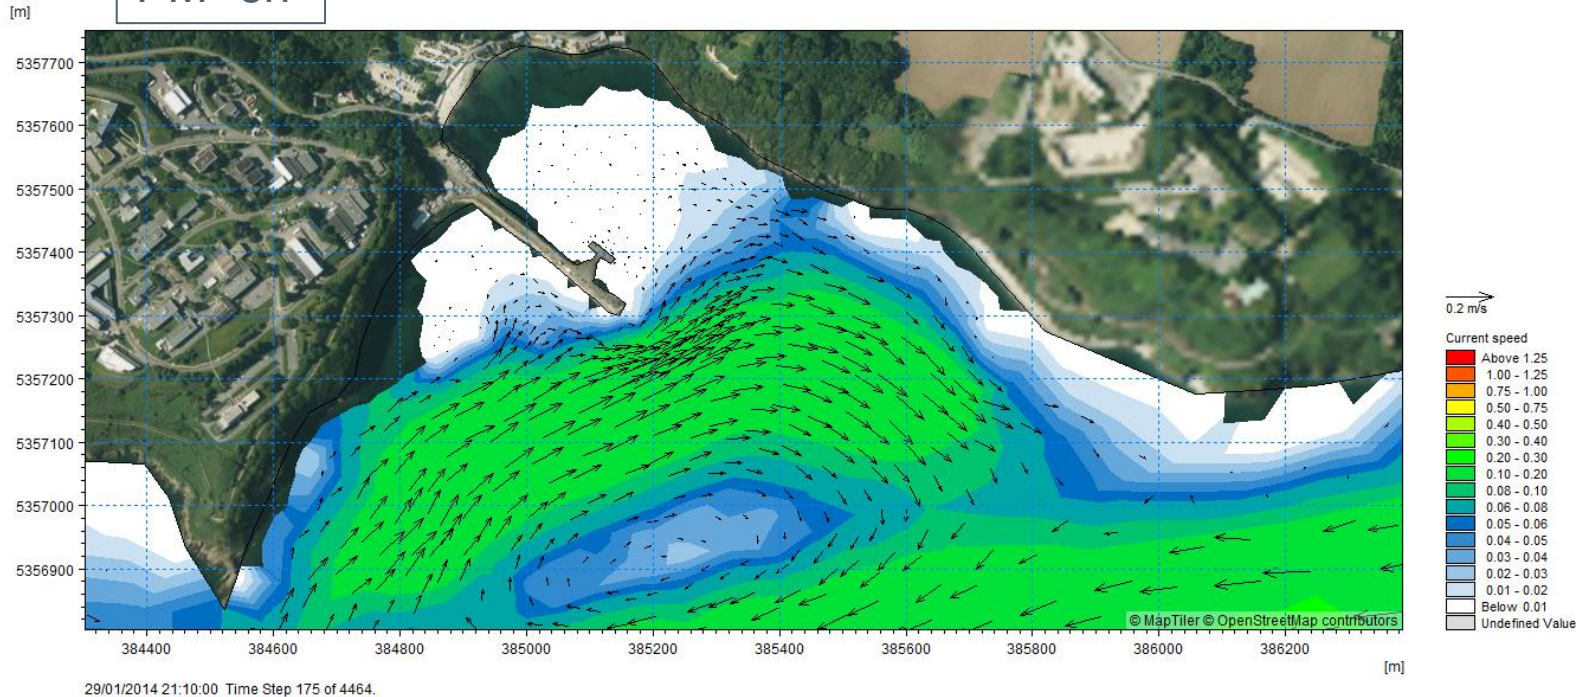 [m]
5357700
5357600
5357500
5357400
5357300
5357200
5357100
5357000
5356900
384400 384600 384800 385000 385200 385400 385600 385800 386000 386200
[m]
© MapTiler © OpenStreetMap contributors
29/01/2014 21:10:00 Time Step 175 of 4464.
0.2 m/s
Current speed
Above 1.25
1.00 - 1.25
0.75 - 1.00
0.50 - 0.75
0.40 - 0.50
0.30 - 0.40
0.20 - 0.30
0.10 - 0.20
0.08 - 0.10
0.06 - 0.08
0.05 - 0.06
0.04 - 0.05
0.03 - 0.04
0.02 - 0.03
0.01 - 0.02
Below 0.01
Undefined Value